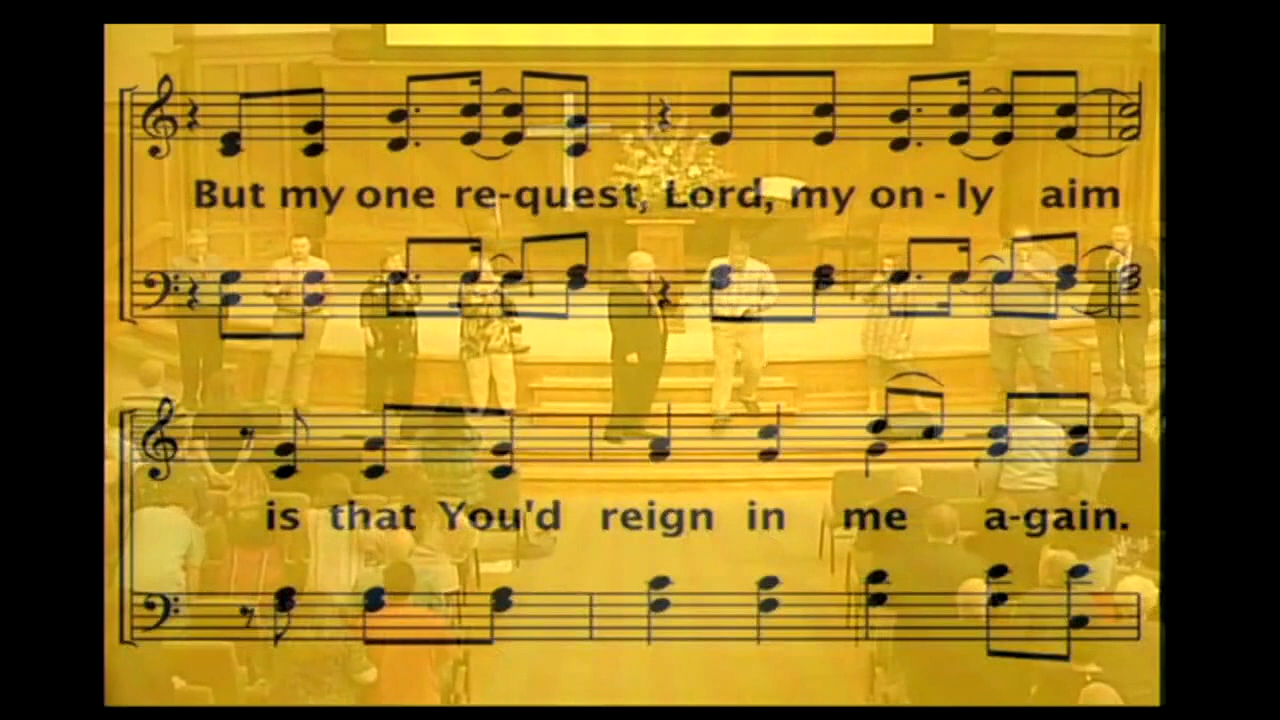 But my one re-quest, Lord, my on - ly aim
is that You'd reign in me a-gain.